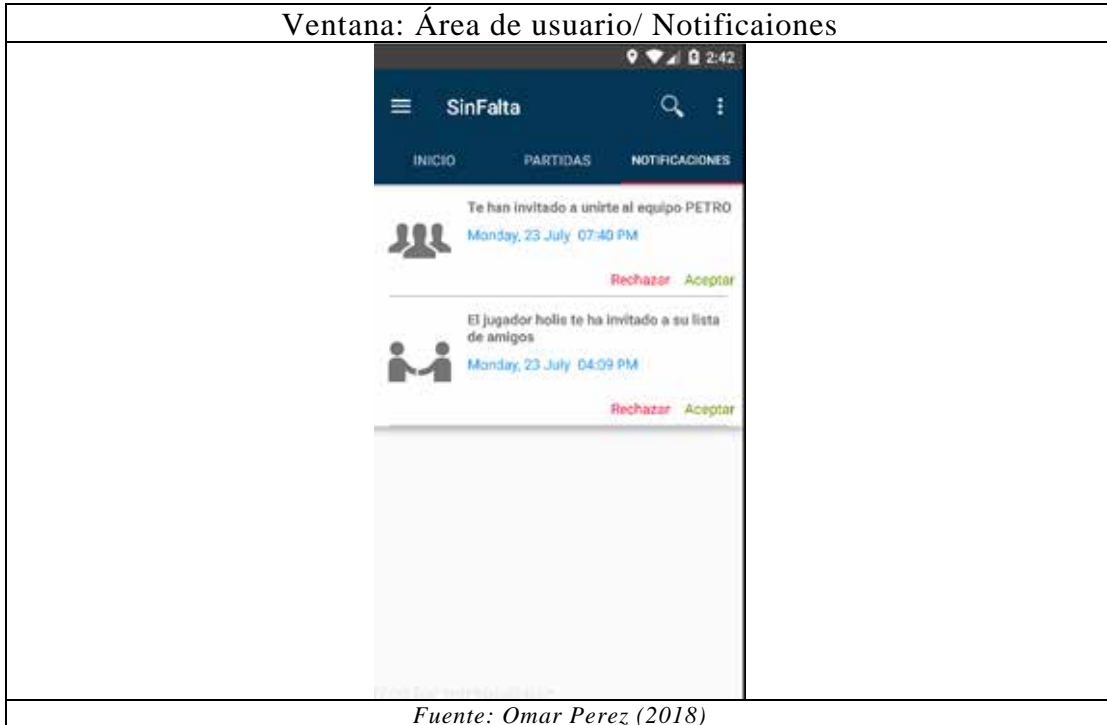 Ventana: Área de usuario/ Notificaiones
2:42
SinFalta
INICIO PARTIDAS NOTIFICACIONES
Te han invitado a unirte al equipo PETRO
Monday, 23 July 07:40 PM
Rechazar Aceptar
El jugador holis te ha invitado a su lista
de amigos
Monday, 23 July 04:09 PM
Rechazar Aceptar
Fuente: Omar Perez (2018)